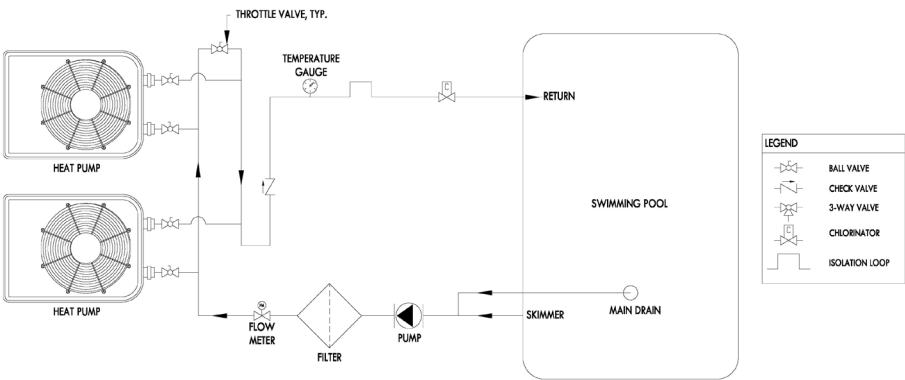 THROTTLE VALVE, TYP.
TEMPERATURE
GAUGE
C
RETURN
HEAT PUMP
LEGEND
BALL VALVE
CHECK VALVE
3-WAY VALVE
C
CHLORINATOR
ISOLATION LOOP
SWIMMING POOL
HEAT PUMP
FLOW
METER
FILTER
PUMP
SKIMMER
MAIN DRAIN